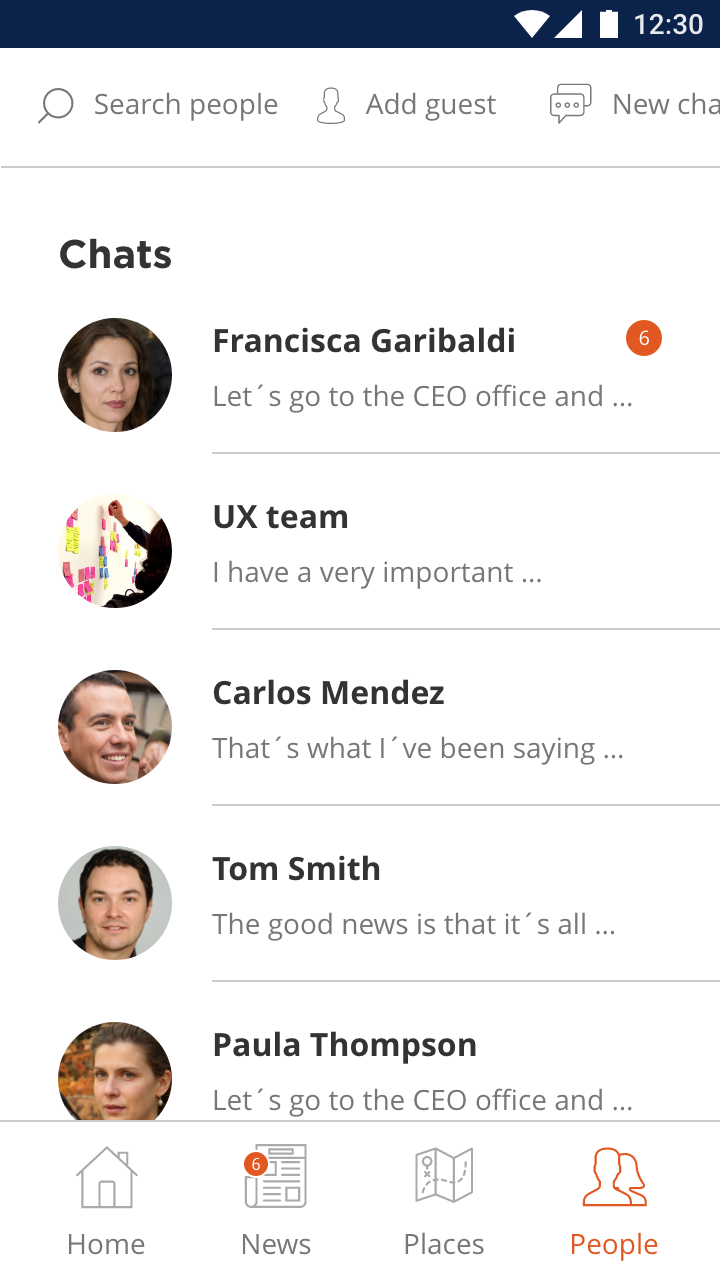 12:30
Search people Add guest New cha
Chats
Francisca Garibaldi 6
Let´s go to the CEO office and ...
UX team
I have a very important ...
Carlos Mendez
That´s what I´ve been saying ...
Tom Smith
The good news is that it´s all ...
Paula Thompson
Let´s go to the CEO office and ...
6
Home News Places People